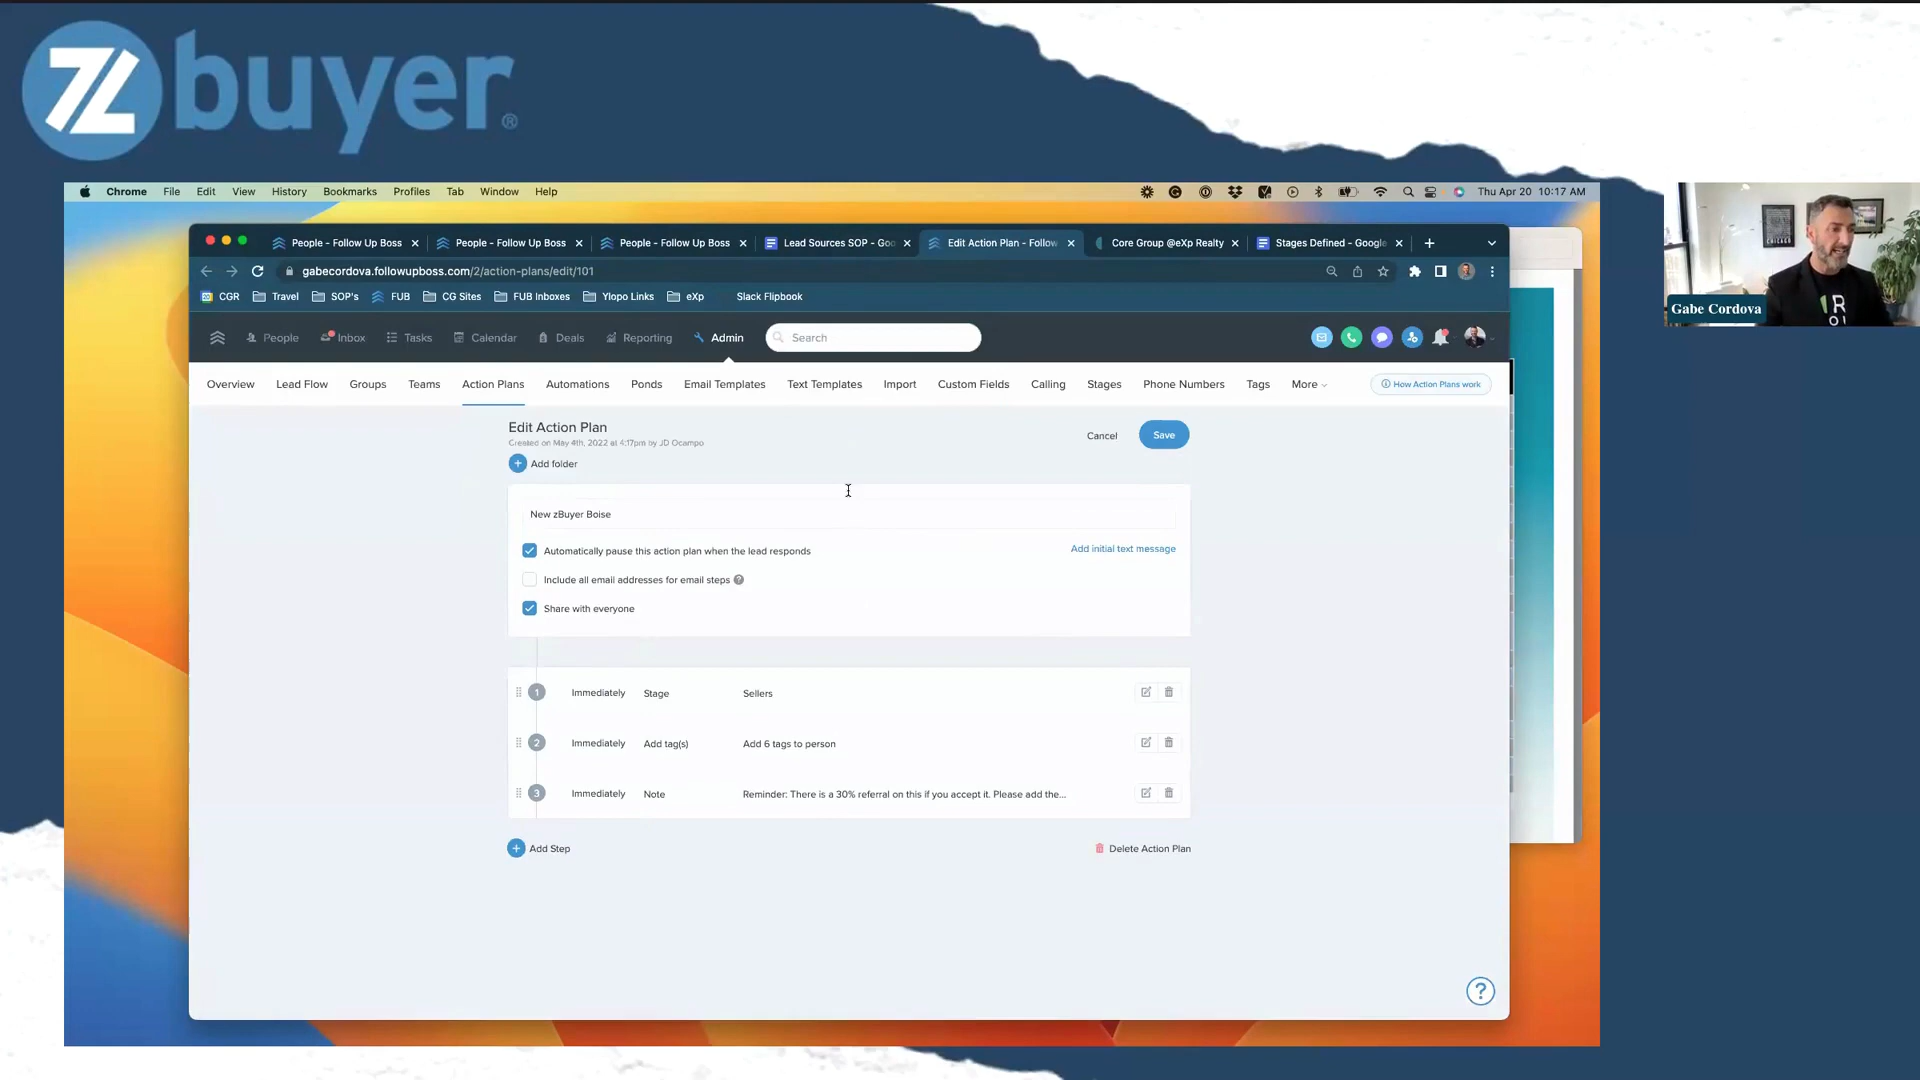 zbuyer®
Chrome File Edit View History Bookmarks Profiles Tab Window Help Thu Apr 20 10:17 AM
People - Follow Up Boss People - Follow Up Boss People - Follow Up Boss Lead Sources SOP - Goo Edit Action Plan - Follow Core Group @eXp Realty Stages Defined - Google
gabecordova.followupboss.com/2/action-plans/edit/101
CGR Travel SOP's FUB CG Sites FUB Inboxes Ylopo Links eXp Slack Flipbook
People Inbox Tasks Calendar Deals Reporting Admin Search
Overview Lead Flow Groups Teams Action Plans Automations Ponds Email Templates Text Templates Import Custom Fields Calling Stages Phone Numbers Tags More How Action Plans work
Edit Action Plan
Created on May 4th, 2022 at 4:17pm by JD Ocampo
Cancel Save
+ Add folder
New zBuyer Boise
Automatically pause this action plan when the lead responds Add initial text message
Include all email addresses for email steps ?
Share with everyone
1 Immediately Stage Sellers
2 Immediately Add tag(s) Add 6 tags to person
3 Immediately Note Reminder: There is a 30% referral on this if you accept it. Please add the...
+ Add Step Delete Action Plan
?
Gabe Cordova
CHICAGO